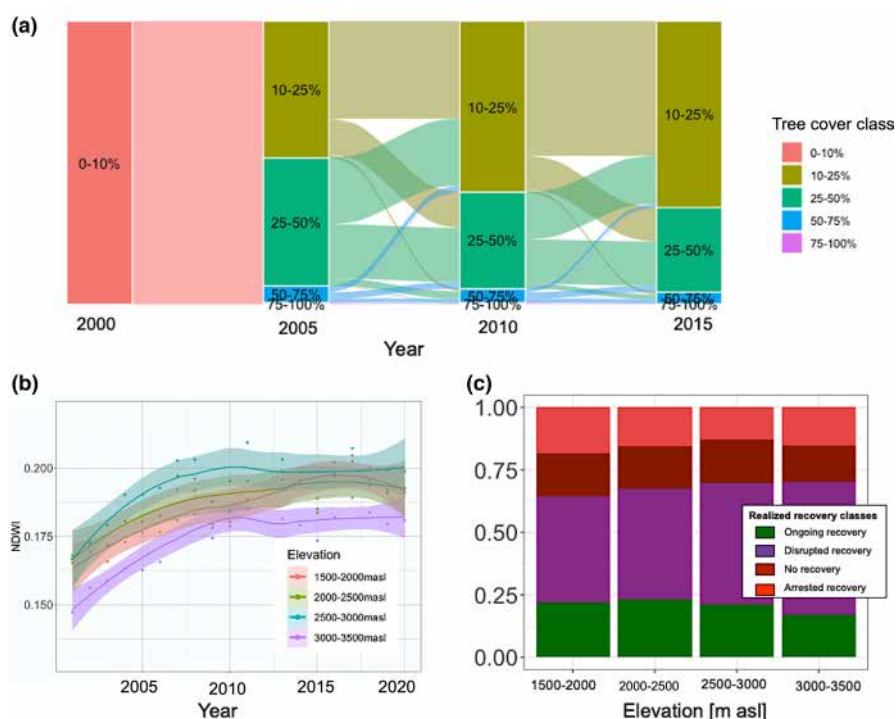 (a)
0-10%
10-25%
25-50%
50-75%
75-100%
10-25%
25-50%
50-75%
75-100%
10-25%
25-50%
50-75%
75-100%
2000
2005
2010
2015
Year
Tree cover class
0-10%
10-25%
25-50%
50-75%
75-100%
(b)
0.200
0.175
0.150
NDWI
2005
2010
2015
2020
Year
Elevation
1500-2000masl
2000-2500masl
2500-3000masl
3000-3500masl
(c)
1.00
0.75
0.50
0.25
0.00
1500-2000
2000-2500
2500-3000
3000-3500
Elevation [m asl]
Realized recovery classes
Ongoing recovery
Disrupted recovery
No recovery
Arrested recovery